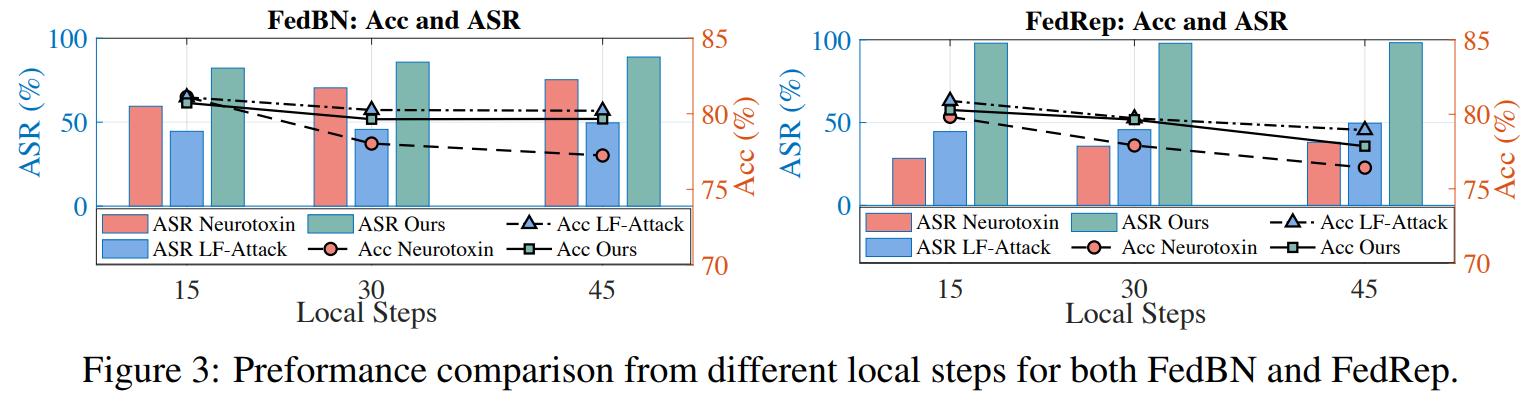 FedBN: Acc and ASR
100
50
0
ASR (%)
85
80
75
70
Acc (%)
ASR Neurotoxin
ASR Ours
Acc LF-Attack
ASR LF-Attack
Acc Neurotoxin
Acc Ours
15
30
45
Local Steps
FedRep: Acc and ASR
100
50
0
ASR (%)
85
80
75
70
Acc (%)
ASR Neurotoxin
ASR Ours
Acc LF-Attack
ASR LF-Attack
Acc Neurotoxin
Acc Ours
15
30
45
Local Steps
Figure 3: Preformance comparison from different local steps for both FedBN and FedRep.